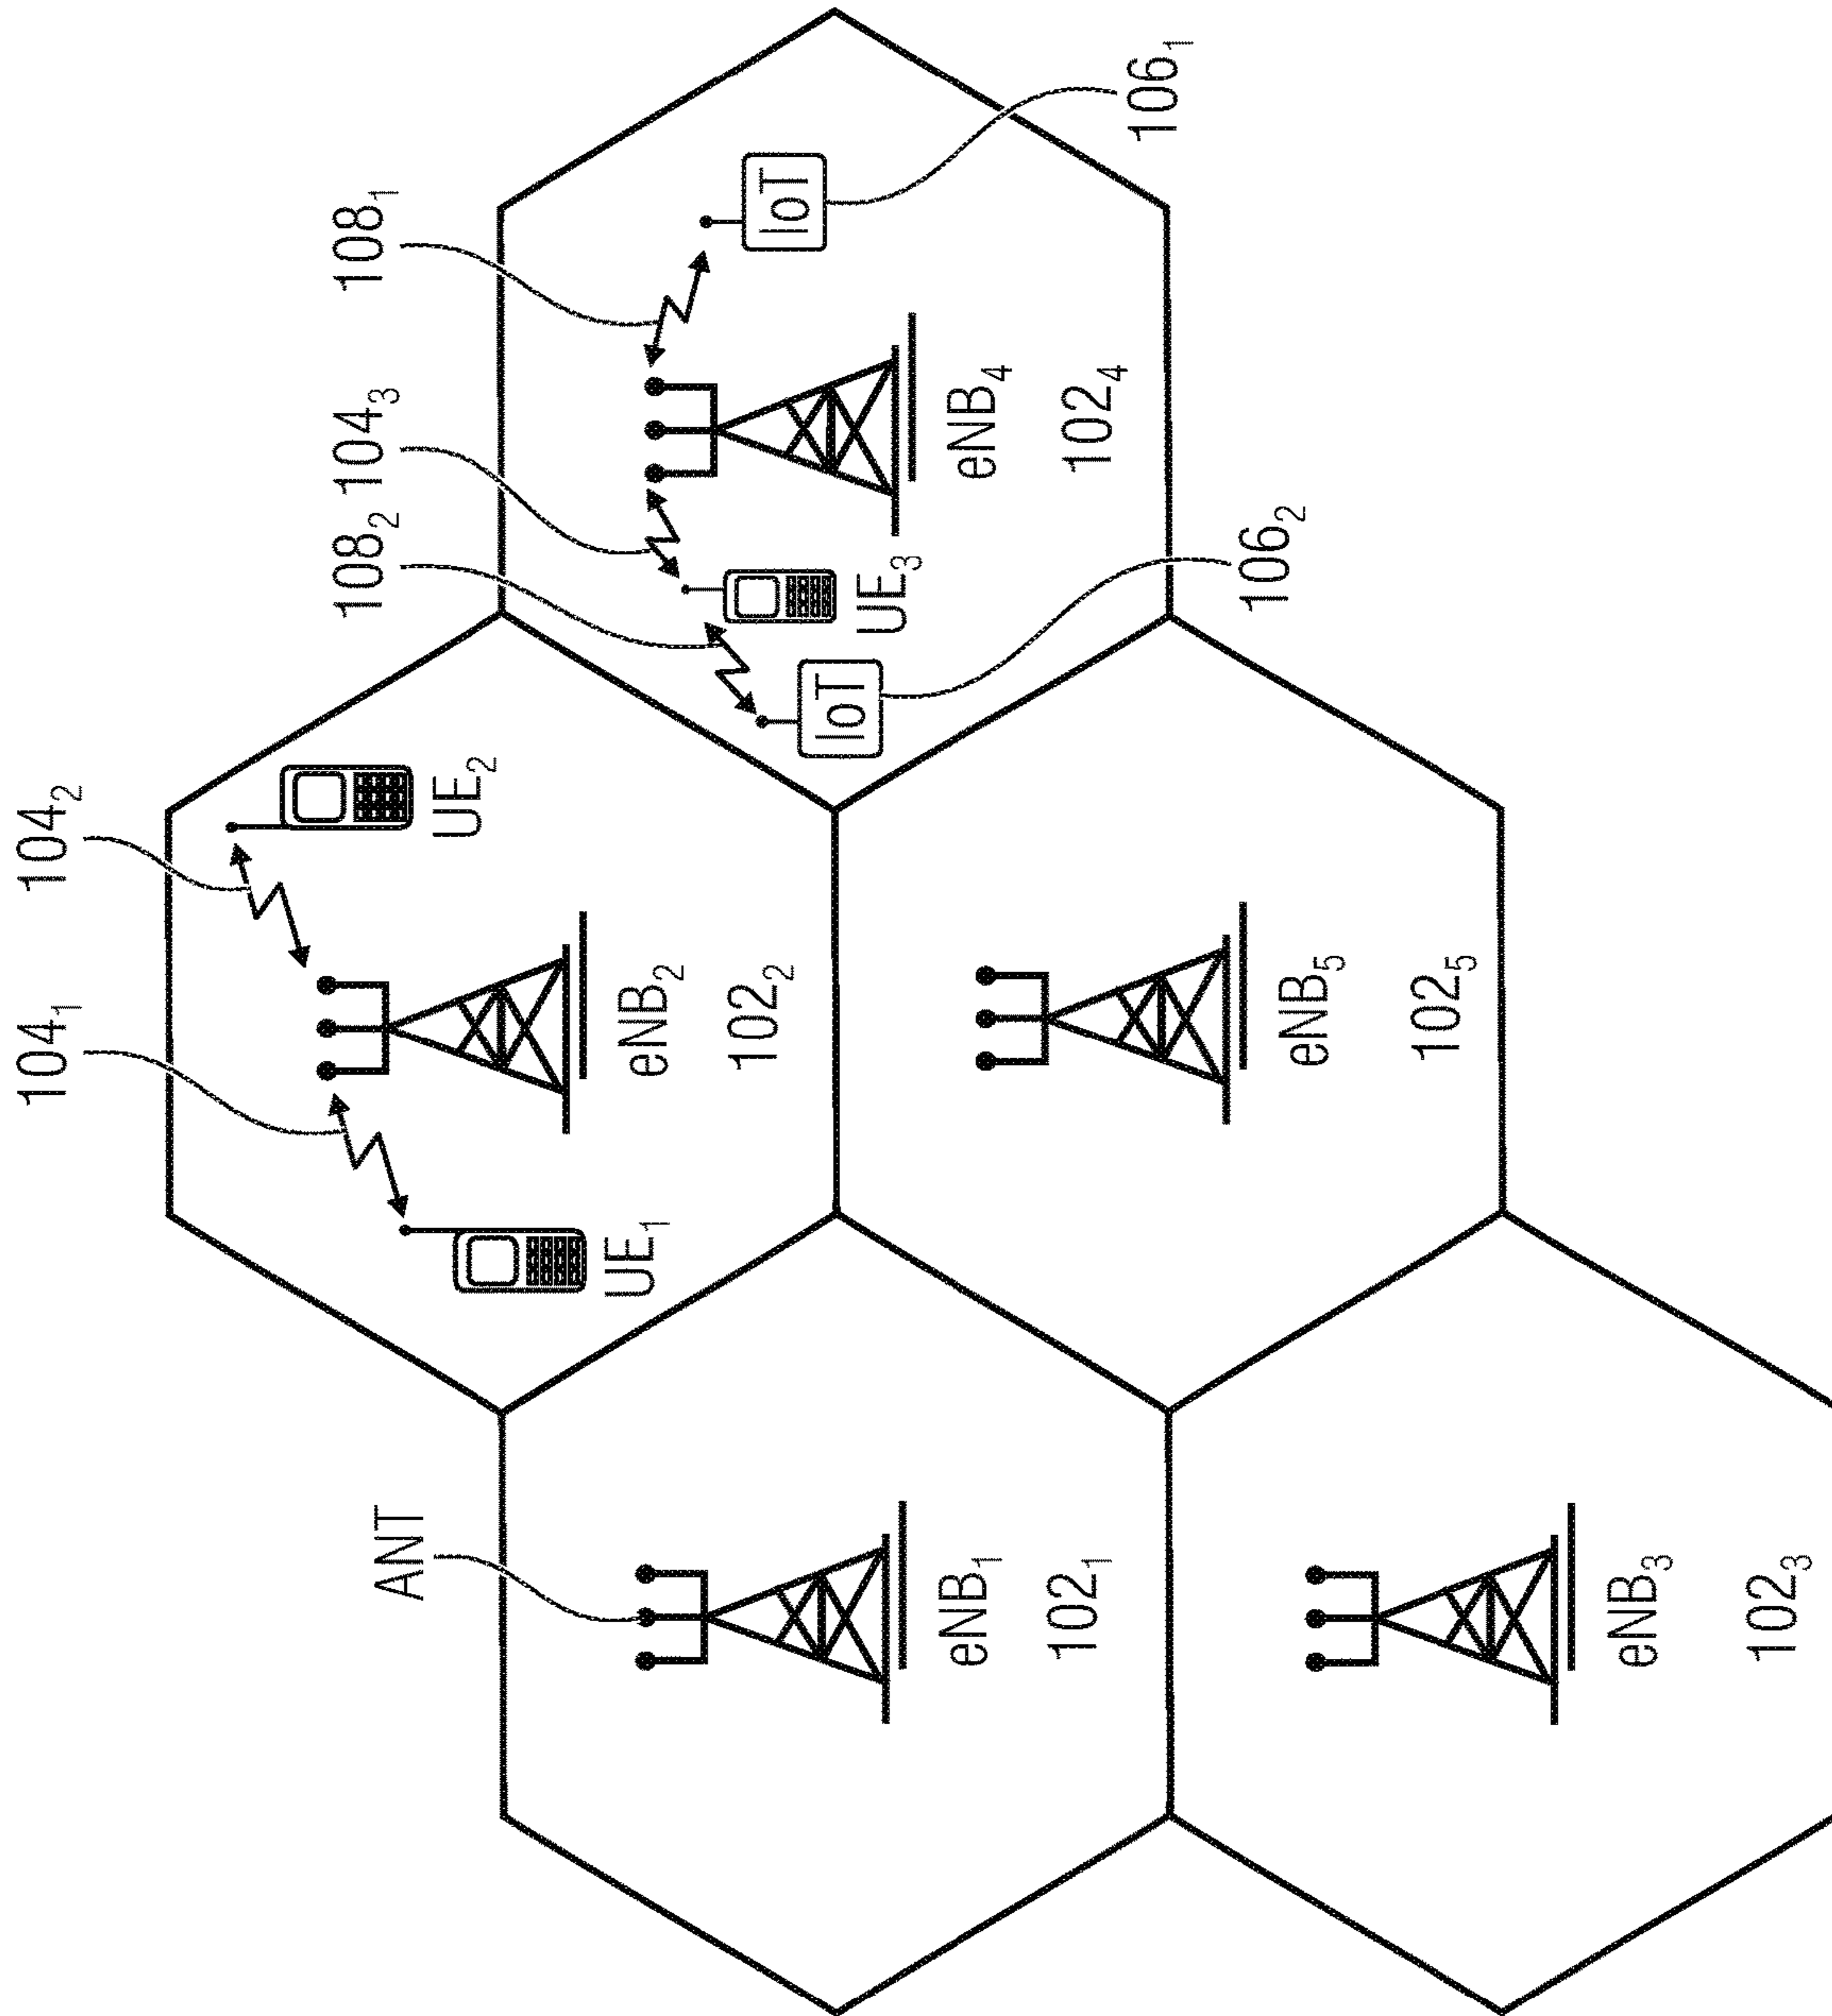 104₁
104₂
108₂
104₃
108₁
ANT
UE₁
UE₂
eNB₂
102₂
UE₃
IoT
IoT
eNB₁
102₁
eNB₄
102₄
106₁
106₂
eNB₅
102₅
eNB₃
102₃